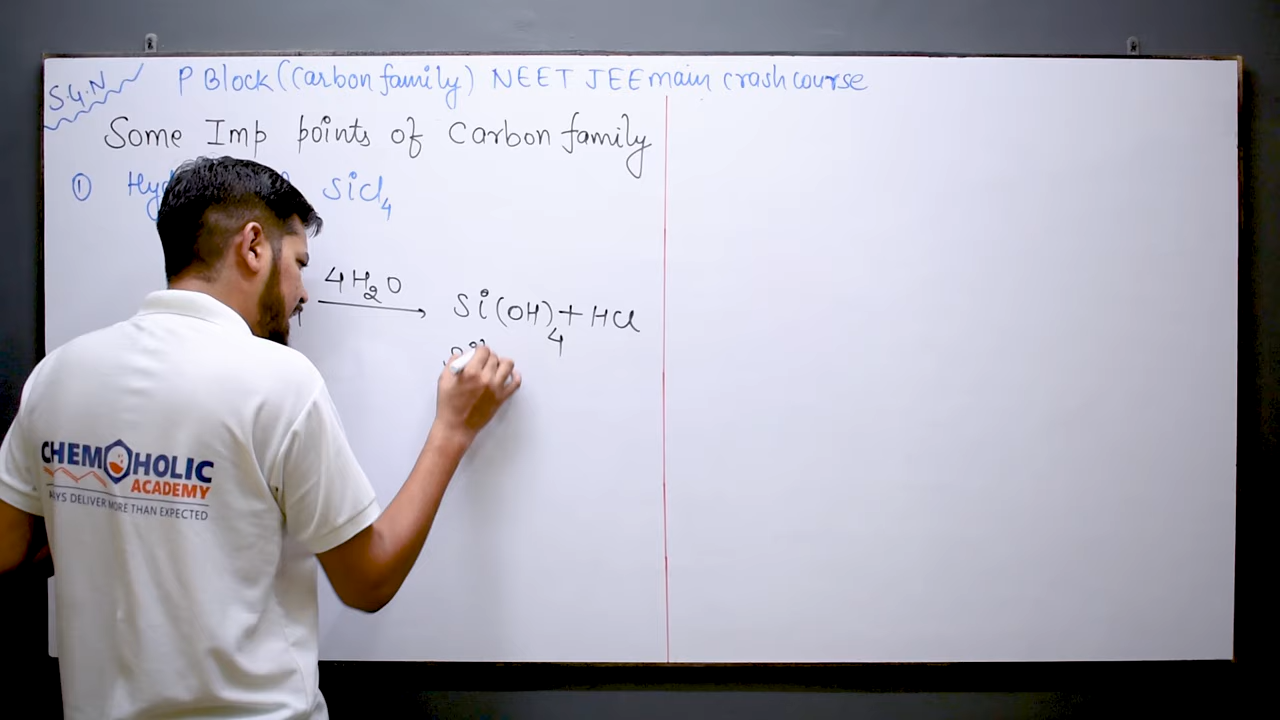 S.G.N
P Block (Carbon family) NEET JEE main crash course
Some Imp points of Carbon family
① SiCl₄
4H₂O
Si(OH)₄ + HCl
CHEMOHOLIC
ACADEMY
DELIVER MORE THAN EXPECTED